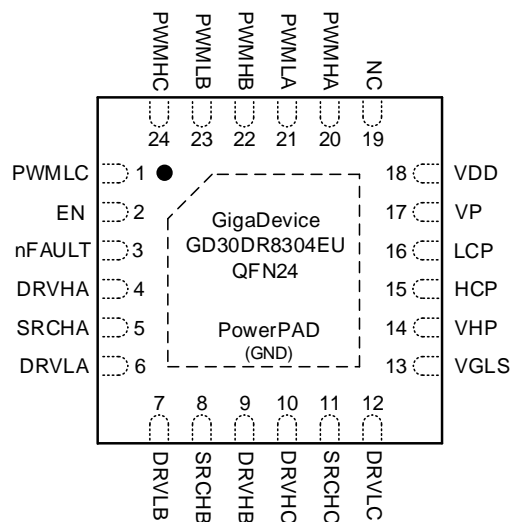 PWMHC
PWMLB
PWMHB
PWMLA
PWMHA
NC
24
23
22
21
20
19
PWMLC 1
EN 2
nFAULT 3
DRVHA 4
SRCHA 5
DRVLA 6
18 VDD
17 VP
16 LCP
15 HCP
14 VHP
13 VGLS
GigaDevice
GD30DR8304EU
QFN24
PowerPAD
(GND)
7
8
9
10
11
12
DRVLB
SRCHB
DRVHB
DRVHC
SRCHC
DRVLC